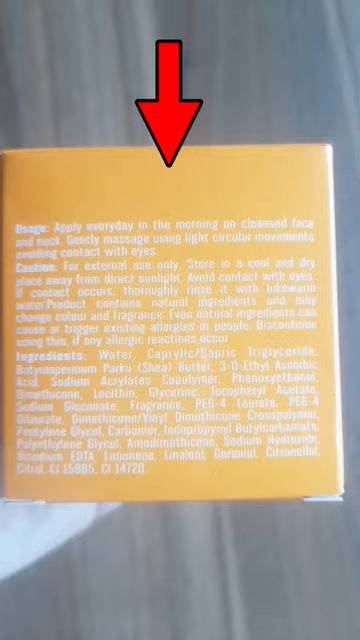 Usage: Apply everyday in the morning on cleansed face
and neck. Gently massage using light circular movements
avoiding contact with eyes.
Caution: For external use only. Store in a cool and dry
place away from direct sunlight. Avoid contact with eyes.
If contact occurs, thoroughly rinse it with lukewarm
water.Product contains natural ingredients and may
change colour and fragrance. Even natural ingredients can
cause or trigger existing allergies in people. Discontinue
using this, if any allergic reactions occur
Ingredients: Water, Caprylic/Capric Triglyceride,
Butyrospermum Parku (Shea) Butter, 3-O-Ethyl Ascorbic
Acid, Sodium Acrylates Copolymer, Phenoxyethanol,
Dimethicone, Lecithin, Glycerine, Tocopheryl Acetate,
Sodium Gluconate, Fragrance, PEG-4 Laurate, PEG-4
Dilaurate, Dimethicone/Vinyl Dimethicone Crosspolymer,
Pentylene Glycol, Carbomer, Iodopropynyl Butylcarbamate,
Polyethylene Glycol, Amodimethicone, Sodium Hydroxide,
Disodium EDTA, Limonene, Linalool, Geraniol, Citronellol,
Citral, CI 15985, CI 14720